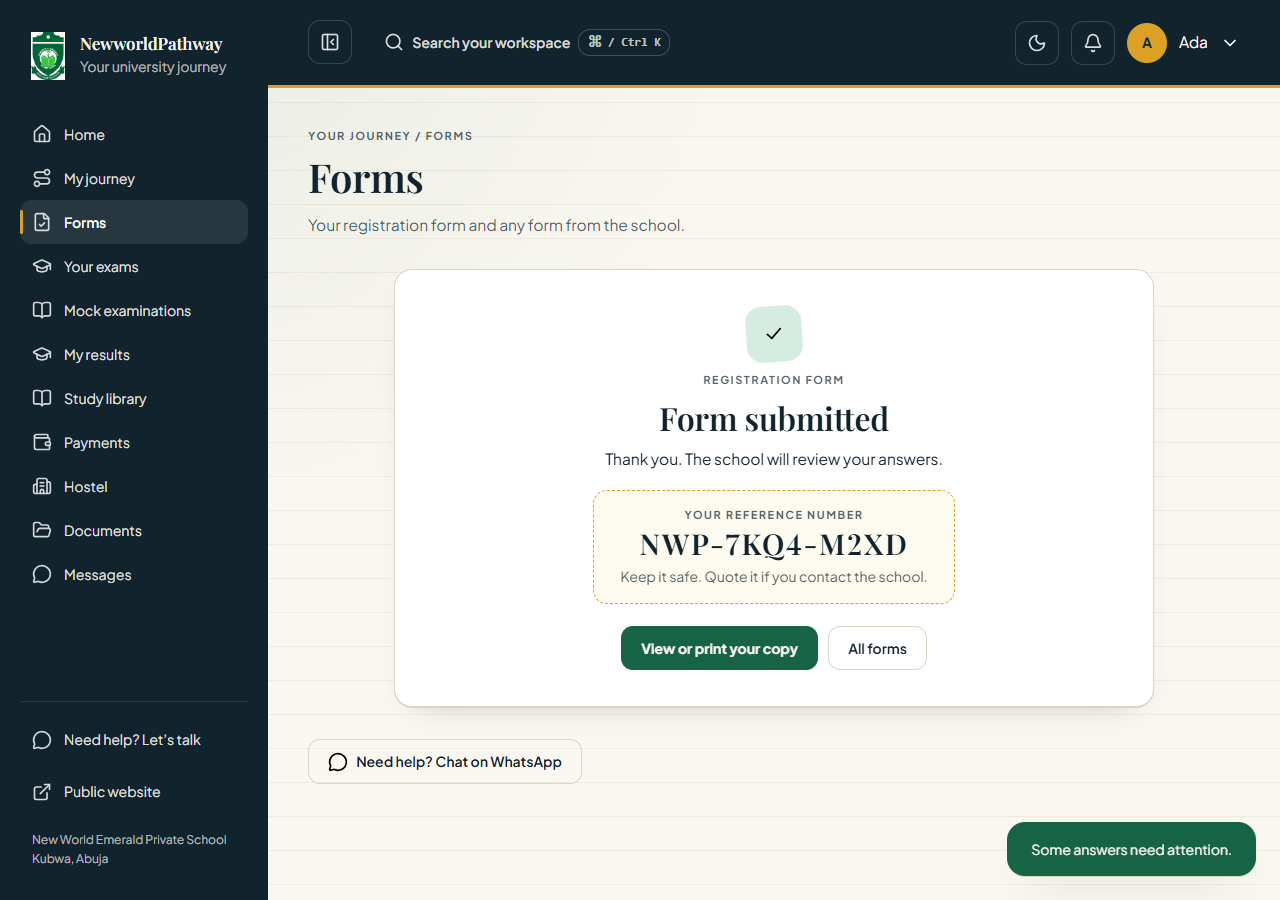 NewworldPathway
Your university journey
Search your workspace ⌘ / Ctrl K
A Ada
Home
My journey
Forms
Your exams
Mock examinations
My results
Study library
Payments
Hostel
Documents
Messages
Need help? Let's talk
Public website
New World Emerald Private School
Kubwa, Abuja
YOUR JOURNEY / FORMS
Forms
Your registration form and any form from the school.
REGISTRATION FORM
Form submitted
Thank you. The school will review your answers.
YOUR REFERENCE NUMBER
NWP-7KQ4-M2XD
Keep it safe. Quote it if you contact the school.
View or print your copy
All forms
Need help? Chat on WhatsApp
Some answers need attention.